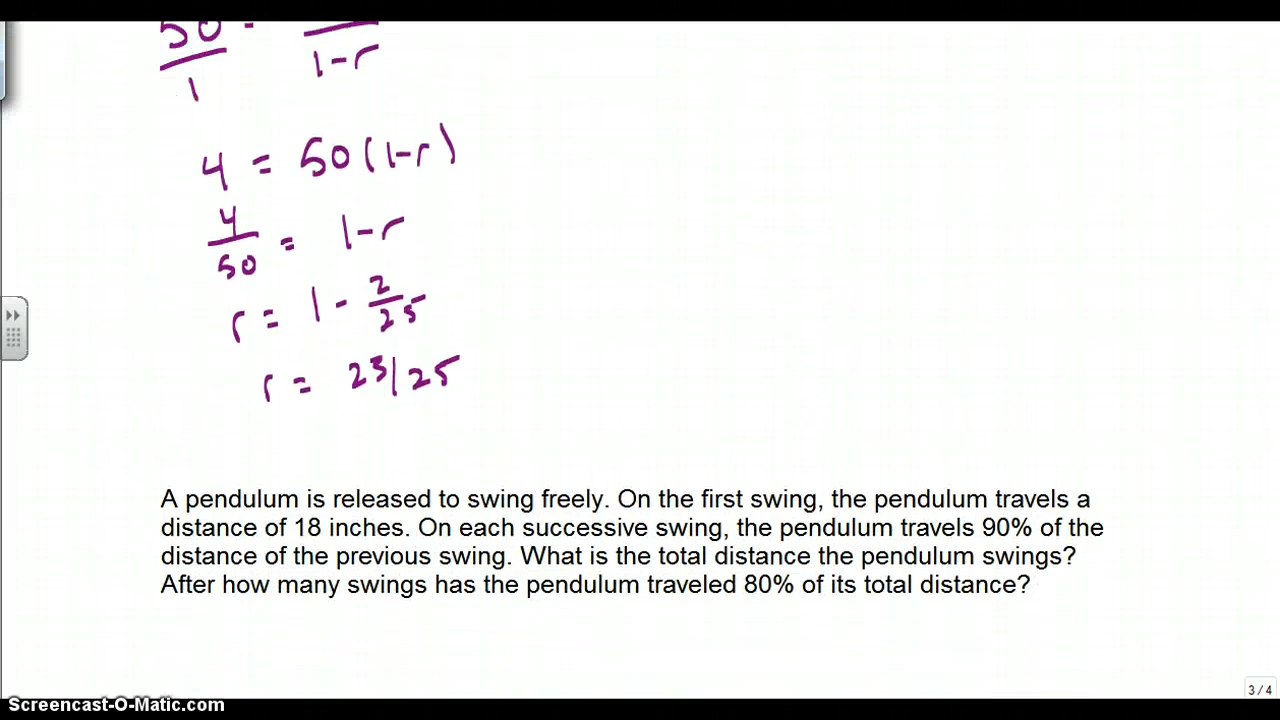 50/1 = /1-r
4 = 50(1-r)
4/50 = 1-r
r = 1 - 2/25
r = 23/25
A pendulum is released to swing freely. On the first swing, the pendulum travels a
distance of 18 inches. On each successive swing, the pendulum travels 90% of the
distance of the previous swing. What is the total distance the pendulum swings?
After how many swings has the pendulum traveled 80% of its total distance?
3 / 4
Screencast-O-Matic.com